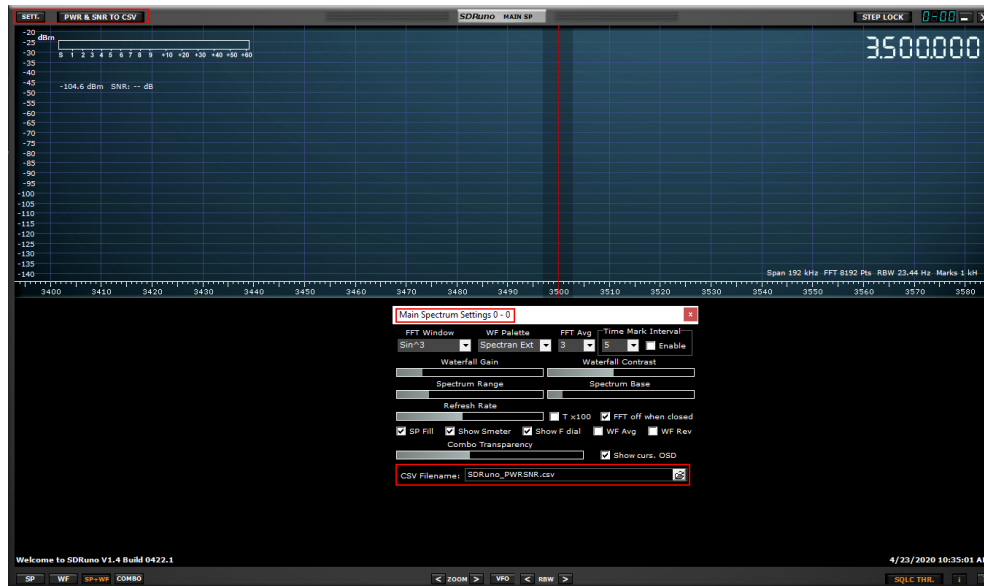 SETT. PWR & SNR TO CSV SDRuno MAIN SP STEP LOCK 0-00
dBm
-20
-25
-30
-35
-40
-45
-50
-55
-60
-65
-70
-75
-80
-85
-90
-95
-100
-105
-110
-115
-120
-125
-130
-135
-140
S 1 2 3 4 5 6 7 8 9 +10 +20 +30 +40 +50 +60
3.500.000
-104.6 dBm SNR: -- dB
Span 192 kHz FFT 8192 Pts RBW 23.44 Hz Marks 1 kH
3400 3410 3420 3430 3440 3450 3460 3470 3480 3490 3500 3510 3520 3530 3540 3550 3560 3570 3580
Main Spectrum Settings 0 - 0 x
FFT Window WF Palette FFT Avg Time Mark Interval
Sin^3 Spectran Ext 3 5 Enable
Waterfall Gain Waterfall Contrast
Spectrum Range Spectrum Base
Refresh Rate
T x100 FFT off when closed
SP Fill Show Smeter Show F dial WF Avg WF Rev
Combo Transparency
Show curs. OSD
CSV Filename: SDRuno_PWRSNR.csv
Welcome to SDRuno V1.4 Build 0422.1 4/23/2020 10:35:01 A
SP WF SP+WF COMBO < ZOOM > VFO < RBW > SQLC THR. i